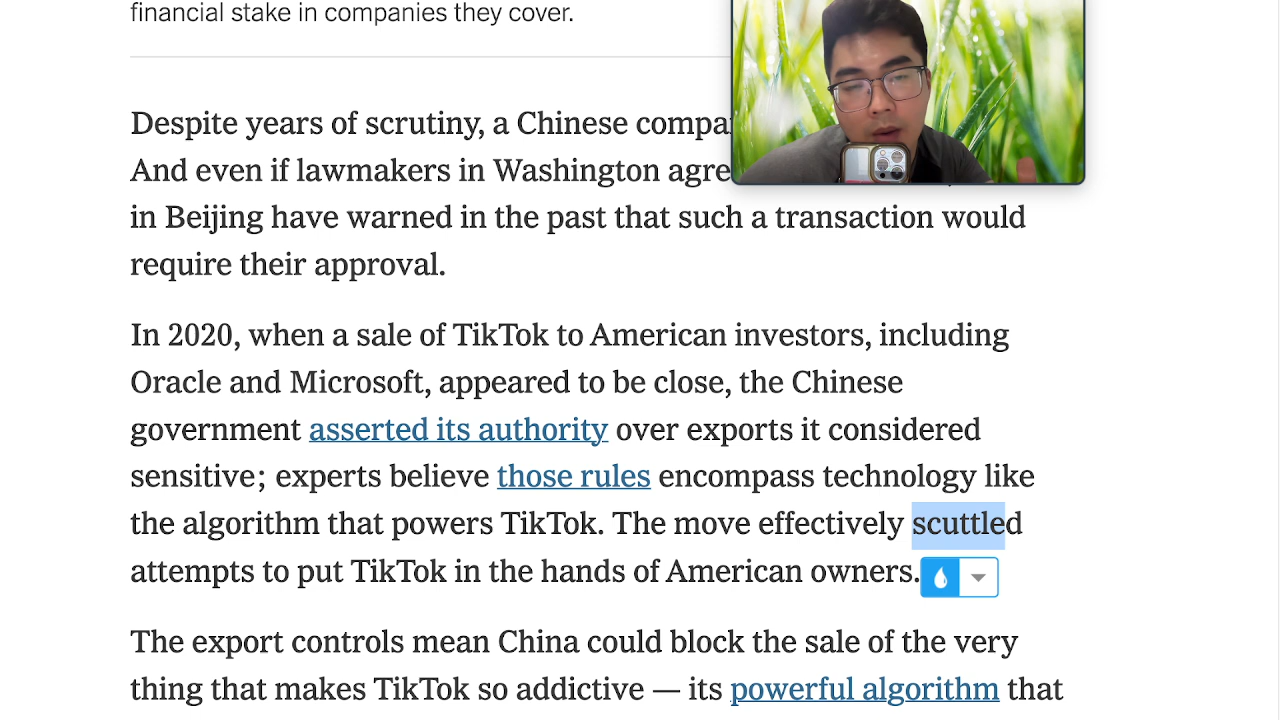 financial stake in companies they cover.
Despite years of scrutiny, a Chinese
And even if lawmakers in Washington
in Beijing have warned in the past that such a transaction would
require their approval.
In 2020, when a sale of TikTok to American investors, including
Oracle and Microsoft, appeared to be close, the Chinese
government asserted its authority over exports it considered
sensitive; experts believe those rules encompass technology like
the algorithm that powers TikTok. The move effectively scuttled
attempts to put TikTok in the hands of American owners.
The export controls mean China could block the sale of the very
thing that makes TikTok so addictive — its powerful algorithm that